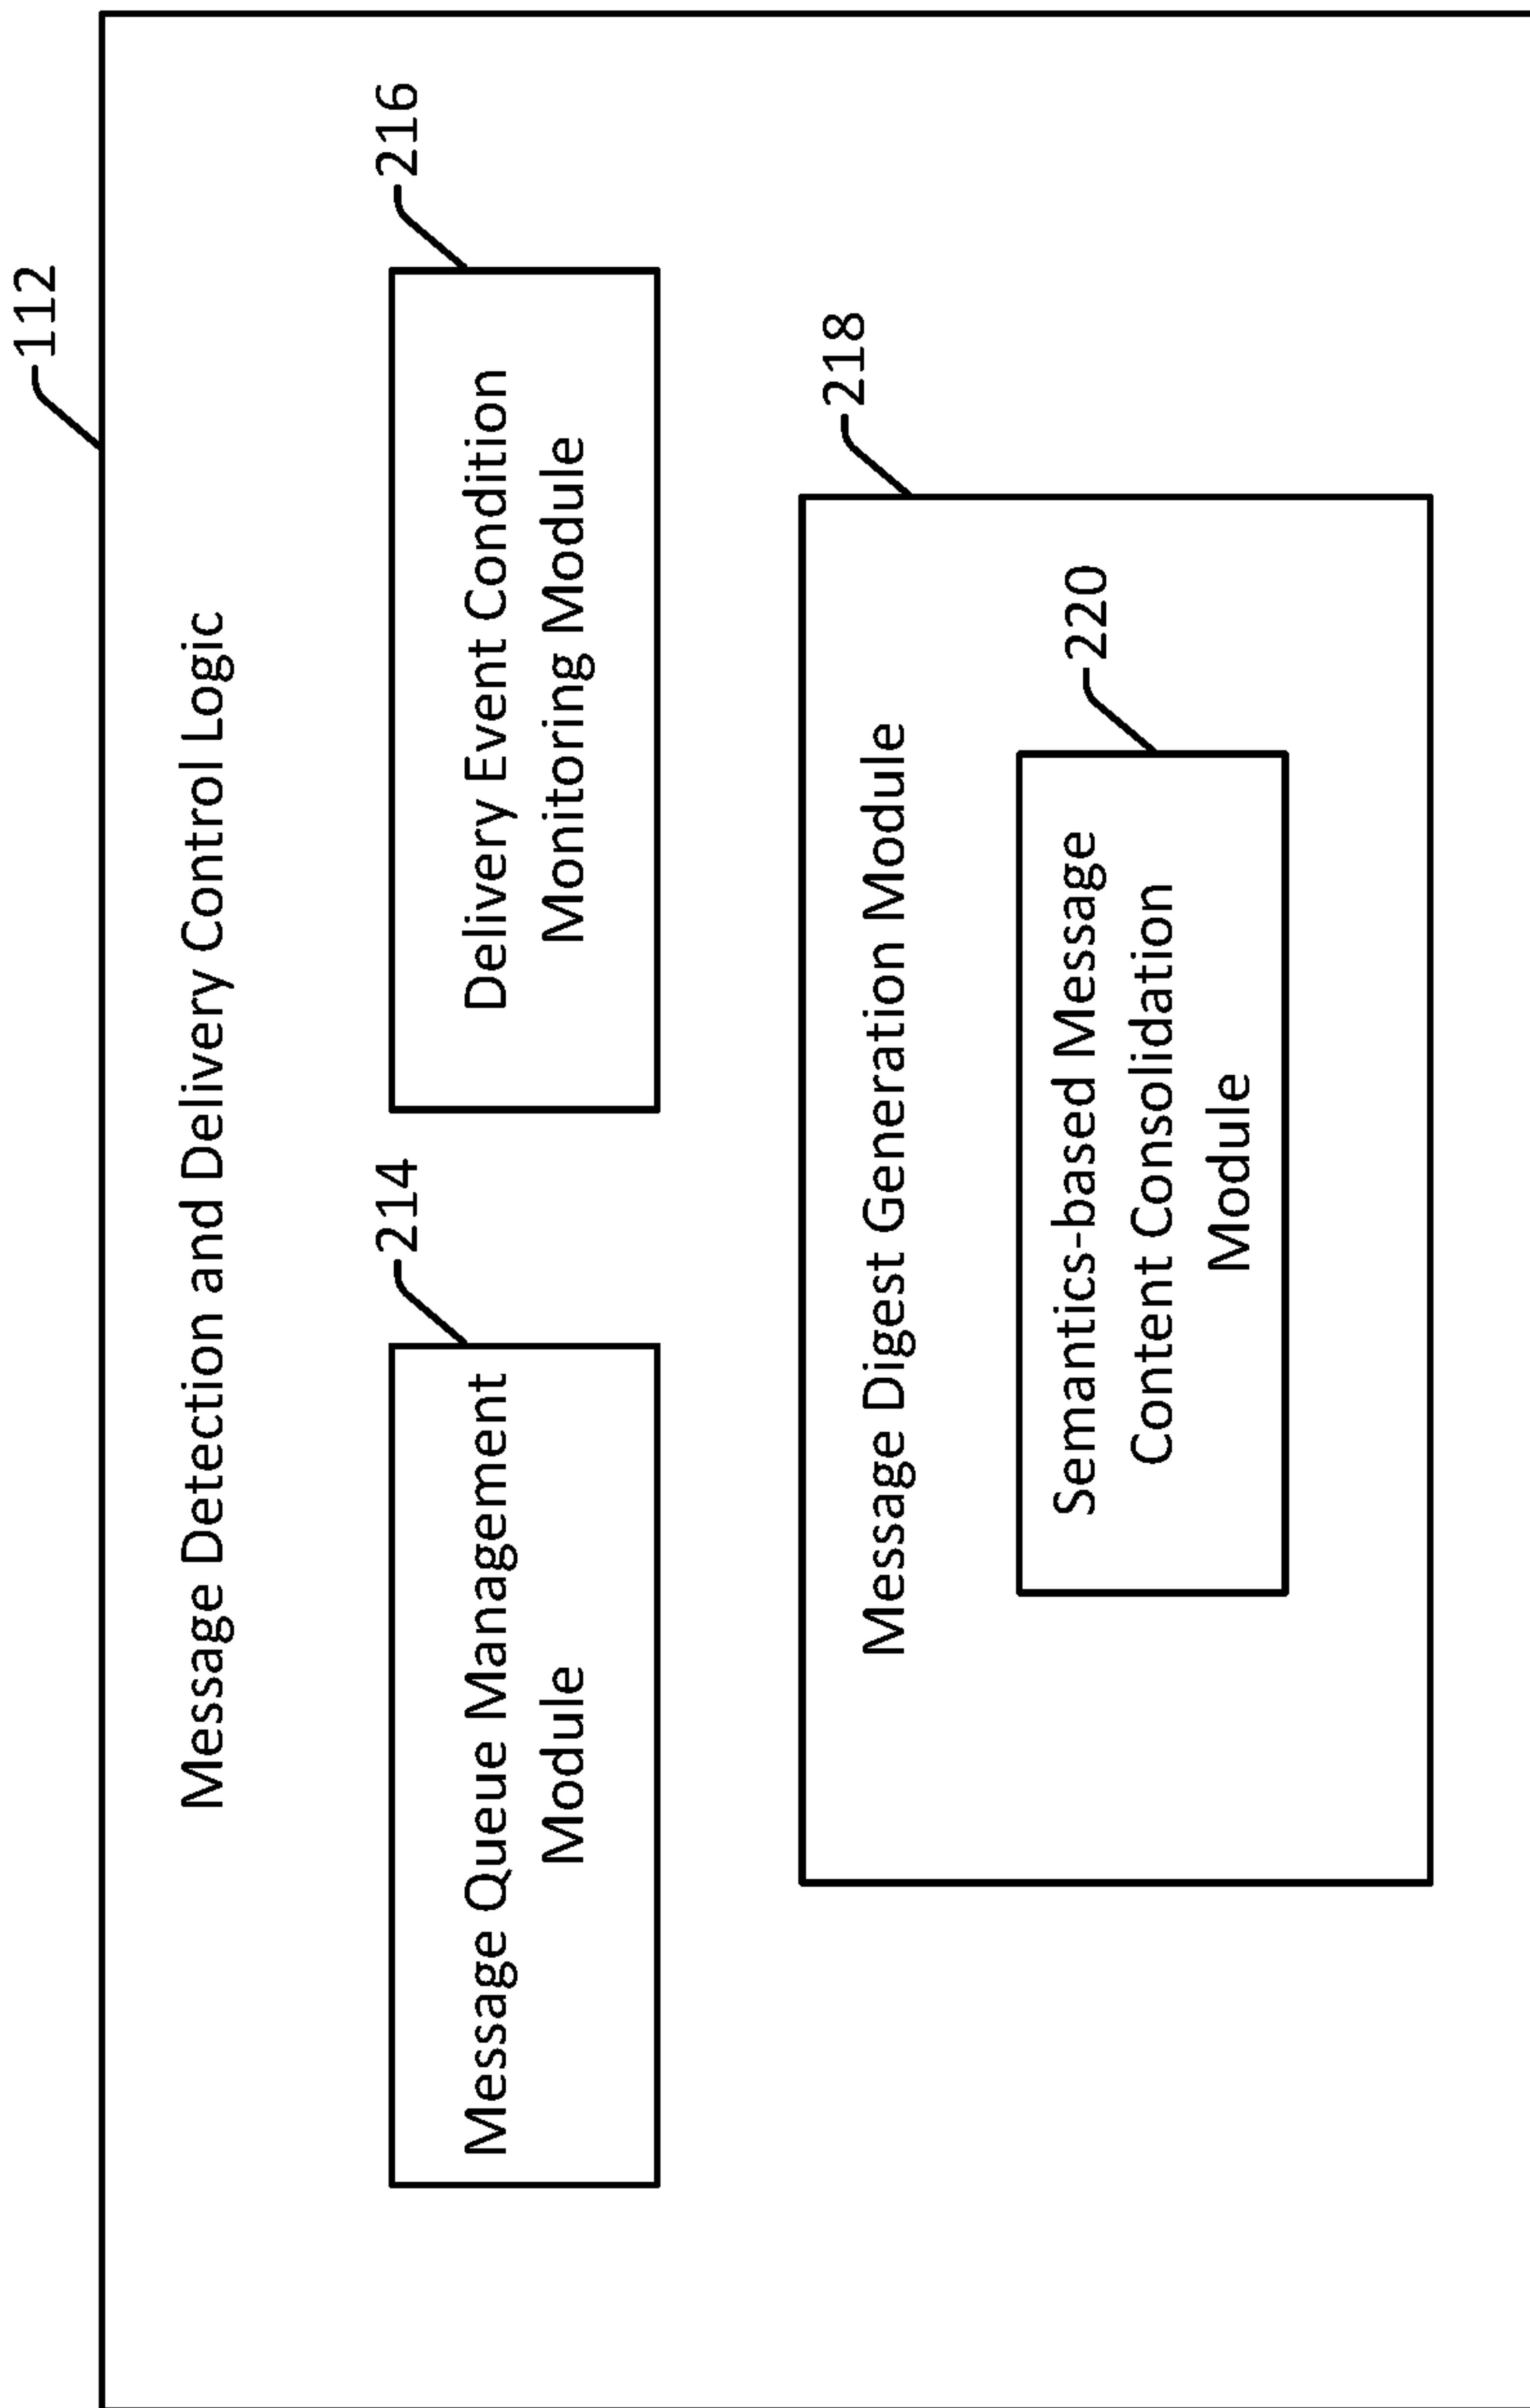 112
Message Detection and Delivery Control Logic
214
Message Queue Management
Module
216
Delivery Event Condition
Monitoring Module
218
Message Digest Generation Module
220
Semantics-based Message
Content Consolidation
Module